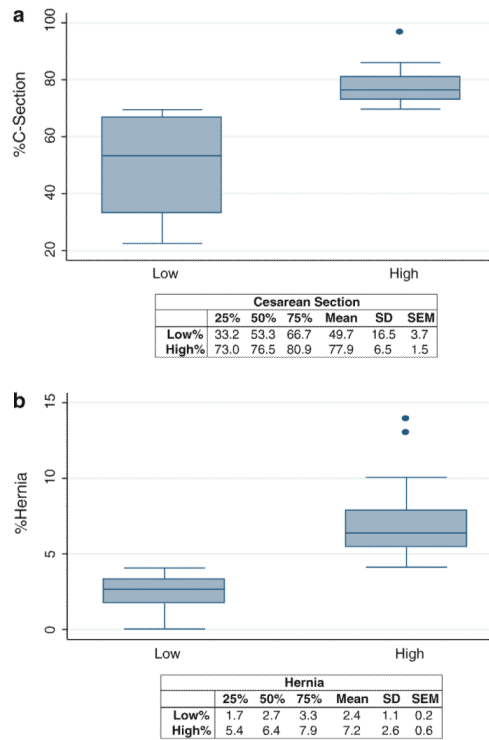 a
100
80
60
40
20
%C-Section
Low High
Cesarean Section
25% 50% 75% Mean SD SEM
Low% 33.2 53.3 66.7 49.7 16.5 3.7
High% 73.0 76.5 80.9 77.9 6.5 1.5
b
15
10
5
0
%Hernia
Low High
Hernia
25% 50% 75% Mean SD SEM
Low% 1.7 2.7 3.3 2.4 1.1 0.2
High% 5.4 6.4 7.9 7.2 2.6 0.6